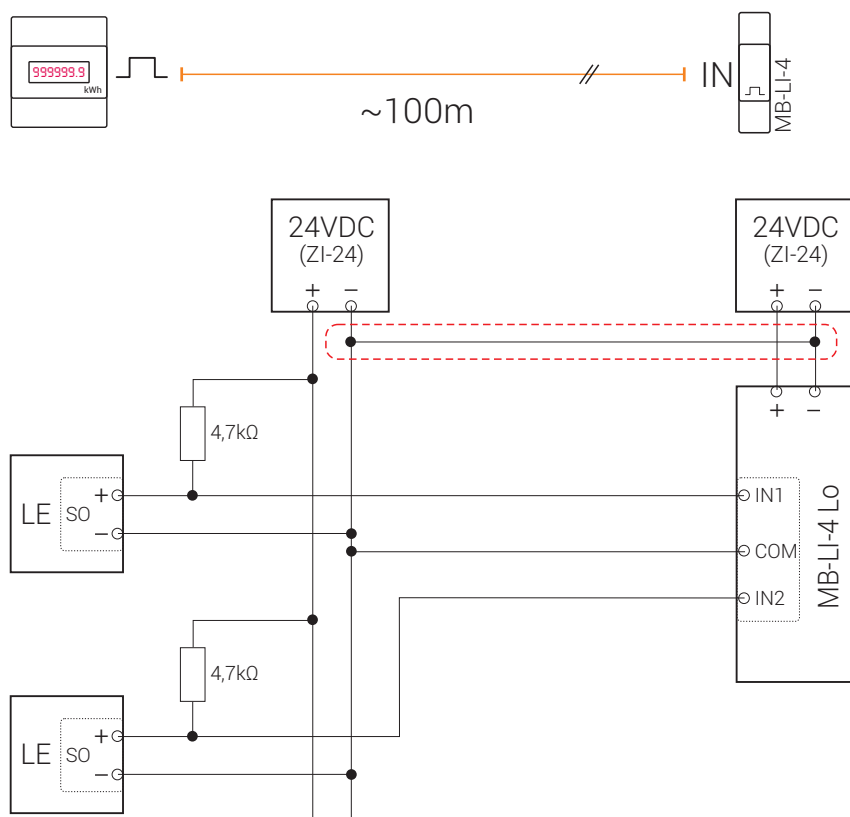 999999.9
kWh
~100m
IN
MB-LI-4
24VDC
(ZI-24)
+ −
24VDC
(ZI-24)
+ −
+ −
4,7kΩ
LE
SO
+
−
IN1
COM
IN2
MB-LI-4 Lo
4,7kΩ
LE
SO
+
−